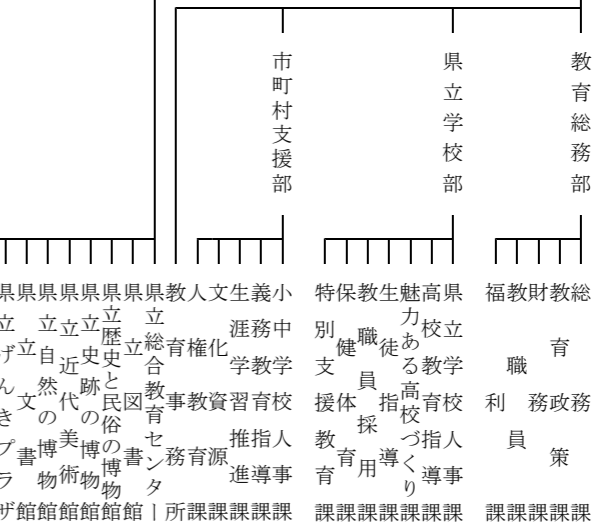 教育総務部
県立学校部
市町村支援部
総務課
教育政策課
財務課
教職員課
福利課
県立学校人事課
高校教育指導課
魅力ある高校づくり課
生徒指導課
教職員採用課
保健体育課
特別支援教育課
小中学校人事課
義務教育指導課
生涯学習推進課
文化資源課
人権教育課
教育事務所
県立総合教育センター
県立図書館
県立歴史と民俗の博物館
県立史跡の博物館
県立近代美術館
県立自然の博物館
県立文書館
県立げんきプラザ